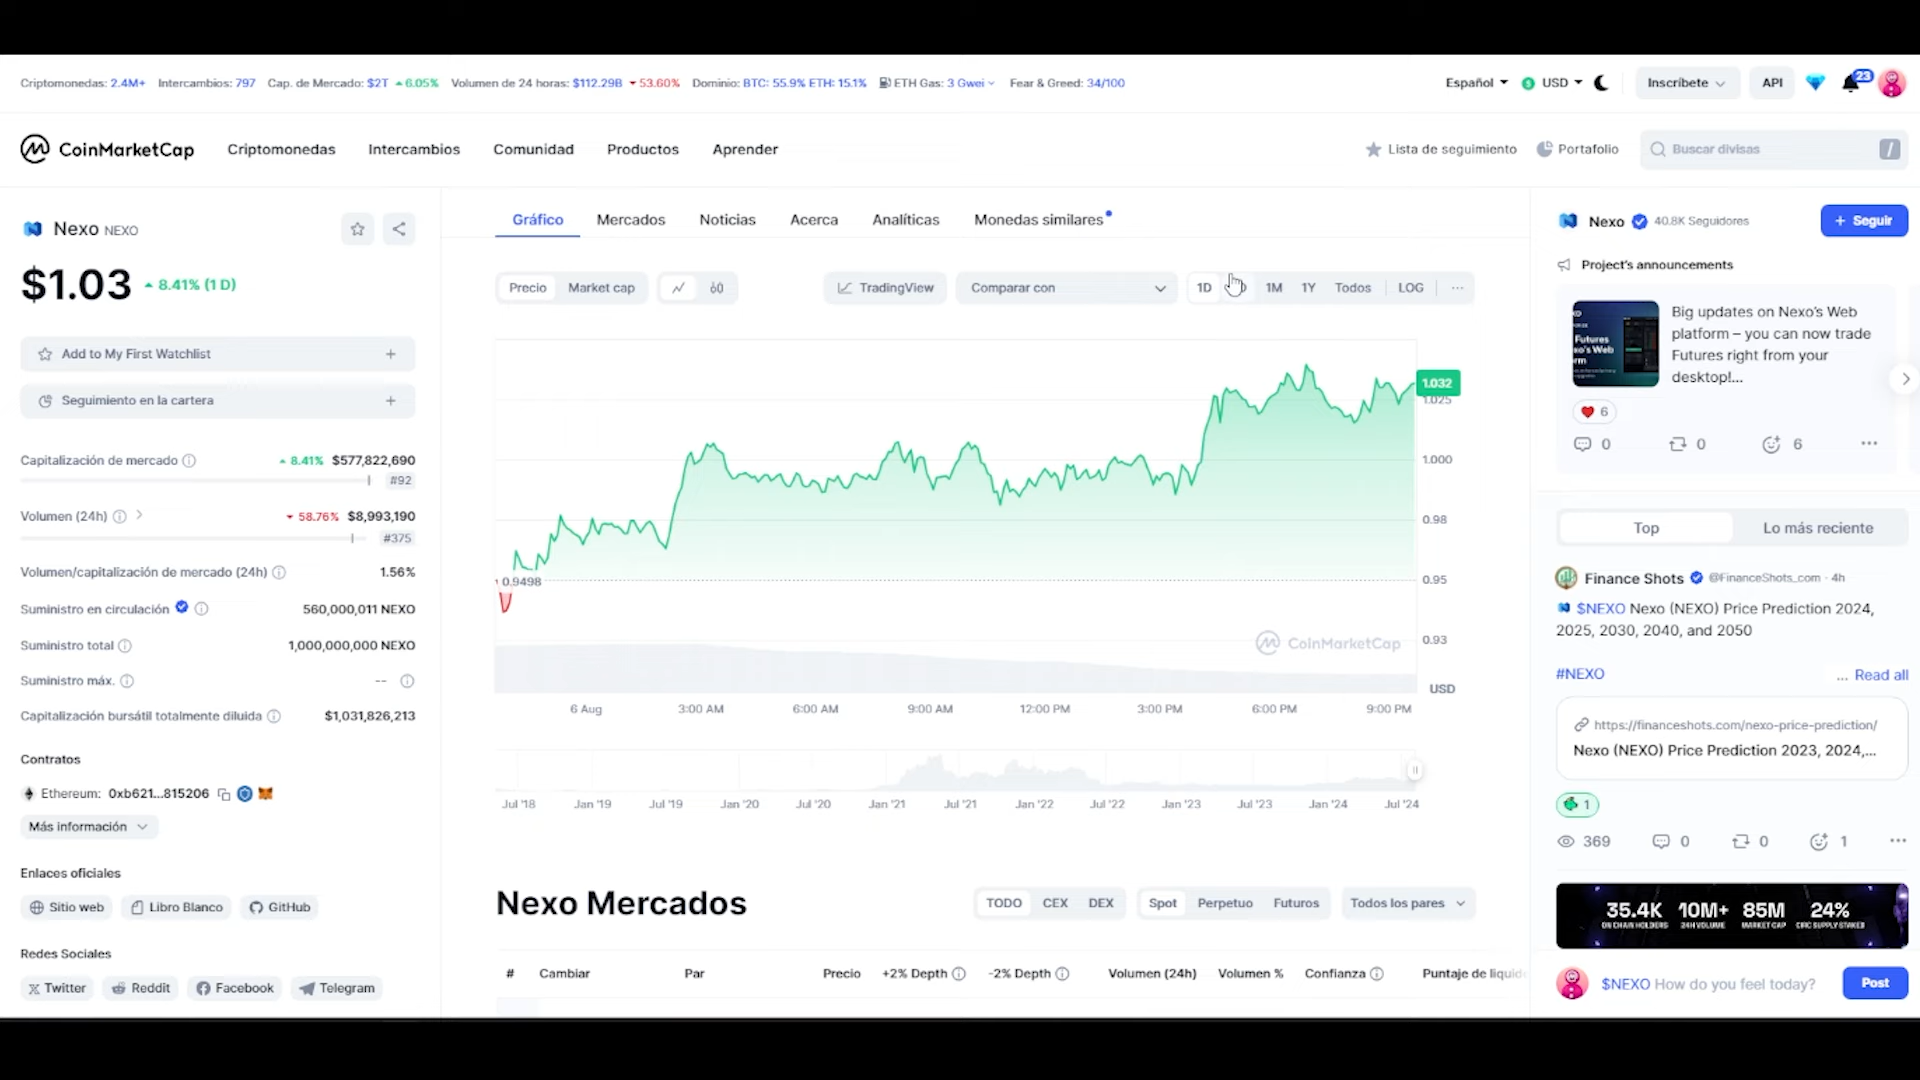 Criptomonedas: 2.4M+ Intercambios: 797 Cap. de Mercado: $2T 6.05% Volumen de 24 horas: $112.29B 53.60% Dominio: BTC: 55.9% ETH: 15.1% ETH Gas: 3 Gwei Fear & Greed: 34/100
Español USD Inscríbete API 23
CoinMarketCap Criptomonedas Intercambios Comunidad Productos Aprender
Lista de seguimiento Portafolio Buscar divisas /
Nexo NEXO
$1.03 8.41% (1 D)
Add to My First Watchlist +
Seguimiento en la cartera +
Capitalización de mercado 8.41% $577,822,690
#92
Volumen (24h) 58.76% $8,993,190
#375
Volumen/capitalización de mercado (24h) 1.56%
Suministro en circulación 560,000,011 NEXO
Suministro total 1,000,000,000 NEXO
Suministro máx. --
Capitalización bursátil totalmente diluida $1,031,826,213
Contratos
Ethereum: 0xb621...815206
Más información
Enlaces oficiales
Sitio web Libro Blanco GitHub
Redes Sociales
Twitter Reddit Facebook Telegram
Gráfico Mercados Noticias Acerca Analíticas Monedas similares
Precio Market cap TradingView Comparar con 1D 1M 1Y Todos LOG ...
1.032
1.025
1.000
0.98
0.95
0.93
0.9498
CoinMarketCap
USD
6 Aug 3:00 AM 6:00 AM 9:00 AM 12:00 PM 3:00 PM 6:00 PM 9:00 PM
Jul '18 Jan '19 Jul '19 Jan '20 Jul '20 Jan '21 Jul '21 Jan '22 Jul '22 Jan '23 Jul '23 Jan '24 Jul '24
Nexo Mercados TODO CEX DEX Spot Perpetuo Futuros Todos los pares
# Cambiar Par Precio +2% Depth -2% Depth Volumen (24h) Volumen % Confianza Puntaje de liquid
Nexo 40.8K Seguidores + Seguir
Project's announcements
Big updates on Nexo's Web
platform – you can now trade
Futures right from your
desktop!...
6
0 0 6 ...
Top Lo más reciente
Finance Shots @FinanceShots_com · 4h
$NEXO Nexo (NEXO) Price Prediction 2024,
2025, 2030, 2040, and 2050
#NEXO ... Read all
https://financeshots.com/nexo-price-prediction/
Nexo (NEXO) Price Prediction 2023, 2024,...
1
369 0 0 1 ...
35.4K 10M+ 85M 24%
ON CHAIN HOLDERS 24H VOLUME MARKET CAP CIRC SUPPLY STAKED
$NEXO How do you feel today? Post